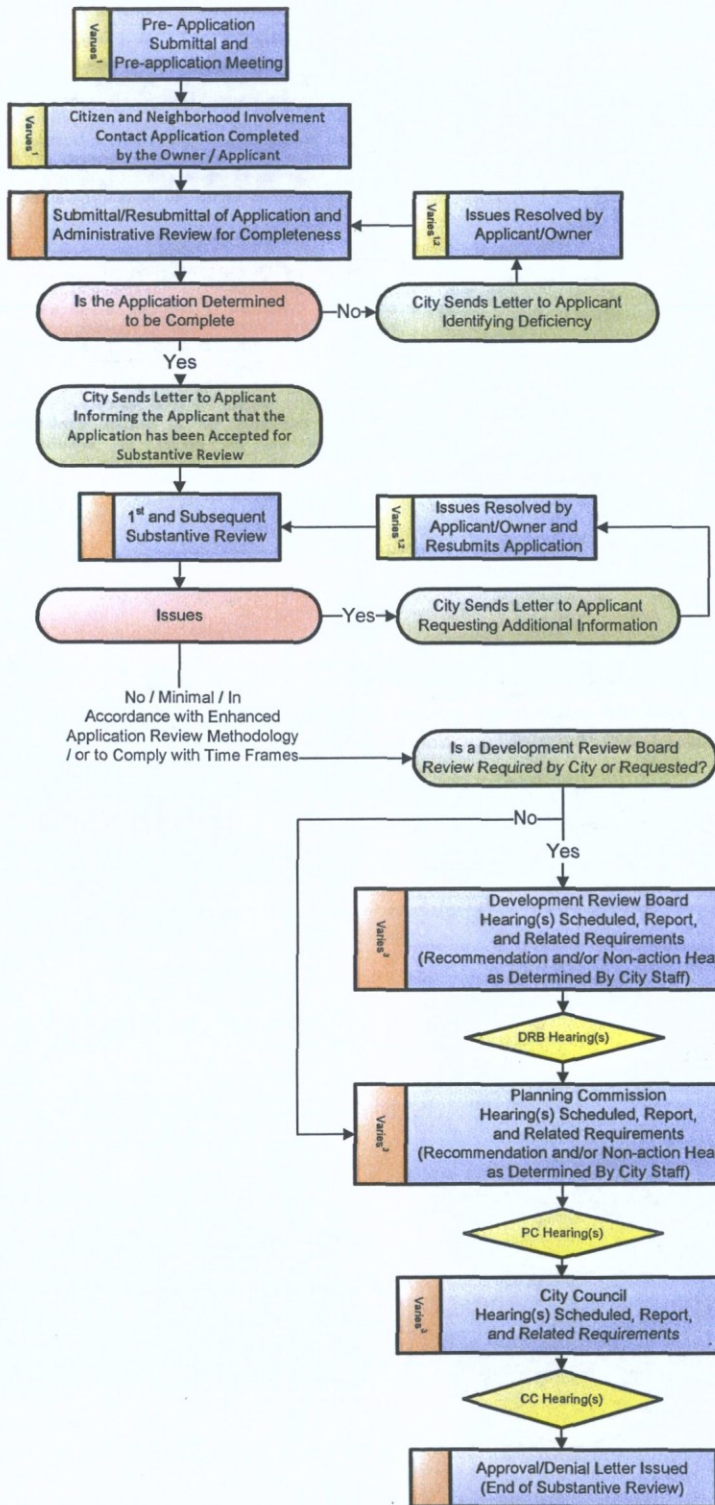 Pre- Application
Submittal and
Pre-application Meeting
Varies¹
Citizen and Neighborhood Involvement
Contact Application Completed
by the Owner / Applicant
Varies¹
Submittal/Resubmittal of Application and
Administrative Review for Completeness
Issues Resolved by
Applicant/Owner
Varies¹·²
Is the Application Determined
to be Complete
No
City Sends Letter to Applicant
Identifying Deficiency
Yes
City Sends Letter to Applicant
Informing the Applicant that the
Application has been Accepted for
Substantive Review
1st and Subsequent
Substantive Review
Issues Resolved by
Applicant/Owner and
Resubmits Application
Varies¹·²
Issues
Yes
City Sends Letter to Applicant
Requesting Additional Information
No / Minimal / In
Accordance with Enhanced
Application Review Methodology
/ or to Comply with Time Frames
Is a Development Review Board
Review Required by City or Requested?
No
Yes
Development Review Board
Hearing(s) Scheduled, Report,
and Related Requirements
(Recommendation and/or Non-action Hea
as Determined By City Staff)
Varies³
DRB Hearing(s)
Planning Commission
Hearing(s) Scheduled, Report,
and Related Requirements
(Recommendation and/or Non-action Hea
as Determined By City Staff)
Varies³
PC Hearing(s)
City Council
Hearing(s) Scheduled, Report,
and Related Requirements
Varies³
CC Hearing(s)
Approval/Denial Letter Issued
(End of Substantive Review)